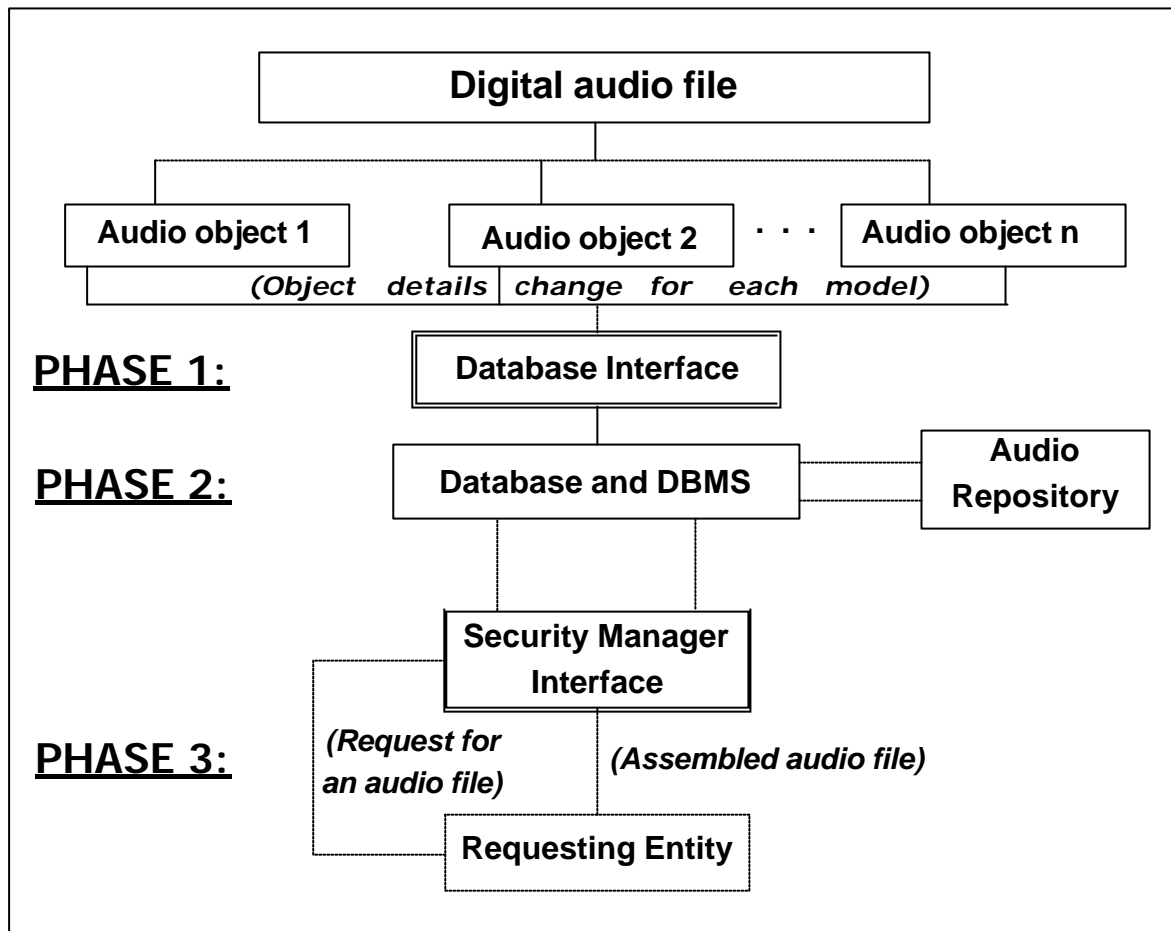 Digital audio file
Audio object 1
Audio object 2
. . .
Audio object n
(Object details change for each model)
PHASE 1:
Database Interface
PHASE 2:
Database and DBMS
Audio
Repository
Security Manager
Interface
PHASE 3:
(Request for
an audio file)
(Assembled audio file)
Requesting Entity